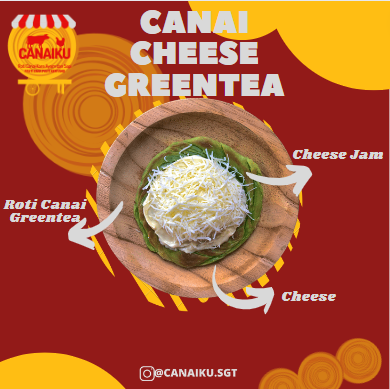 CANAI
CHEESE
GREENTEA
CANAIKU
Cheese Jam
Roti Canai
Greentea
Cheese
@CANAIKU.SGT